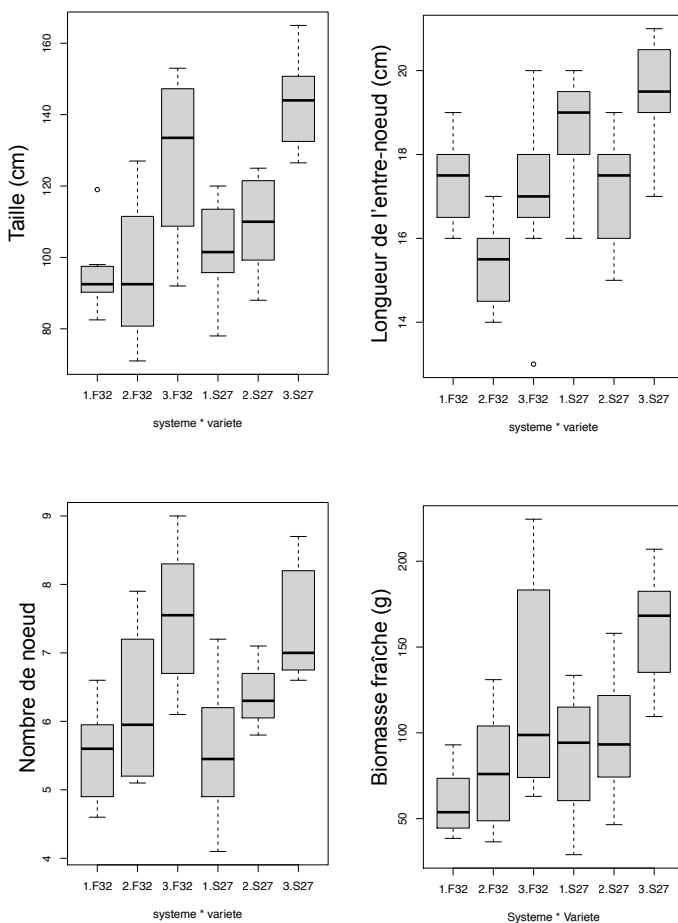 Taille (cm)
160
140
120
100
80
1.F32 2.F32 3.F32 1.S27 2.S27 3.S27
systeme * variete
Longueur de l'entre-noeud (cm)
20
18
16
14
1.F32 2.F32 3.F32 1.S27 2.S27 3.S27
systeme * variete
Nombre de noeud
9
8
7
6
5
4
1.F32 2.F32 3.F32 1.S27 2.S27 3.S27
systeme * variete
Biomasse fraîche (g)
200
150
100
50
1.F32 2.F32 3.F32 1.S27 2.S27 3.S27
Systeme * Variete